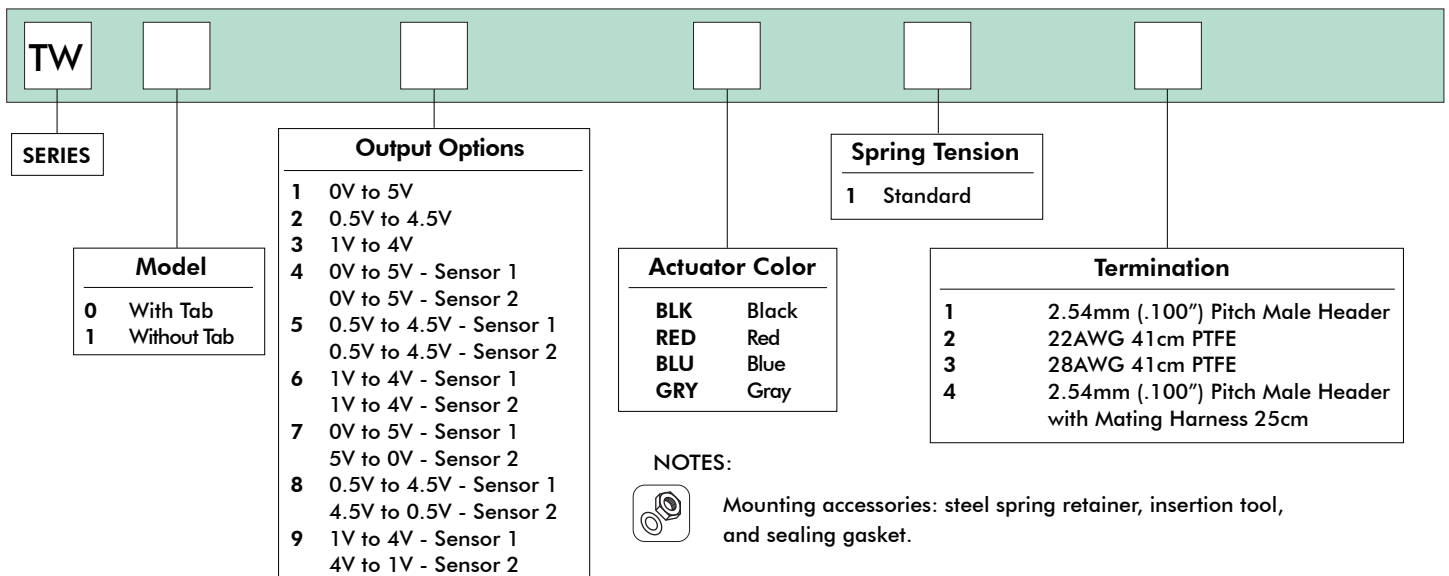 TW
SERIES
Model
0 With Tab
1 Without Tab
Output Options
1 0V to 5V
2 0.5V to 4.5V
3 1V to 4V
4 0V to 5V - Sensor 1
0V to 5V - Sensor 2
5 0.5V to 4.5V - Sensor 1
0.5V to 4.5V - Sensor 2
6 1V to 4V - Sensor 1
1V to 4V - Sensor 2
7 0V to 5V - Sensor 1
5V to 0V - Sensor 2
8 0.5V to 4.5V - Sensor 1
4.5V to 0.5V - Sensor 2
9 1V to 4V - Sensor 1
4V to 1V - Sensor 2
Actuator Color
BLK Black
RED Red
BLU Blue
GRY Gray
Spring Tension
1 Standard
Termination
1 2.54mm (.100”) Pitch Male Header
2 22AWG 41cm PTFE
3 28AWG 41cm PTFE
4 2.54mm (.100”) Pitch Male Header
with Mating Harness 25cm
NOTES:
Mounting accessories: steel spring retainer, insertion tool,
and sealing gasket.